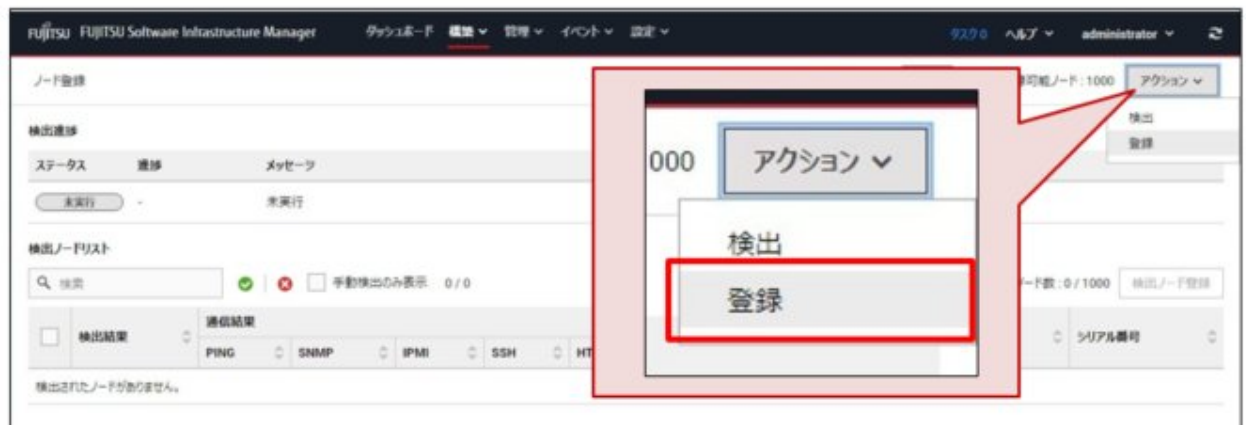 FUJITSU FUJITSU Software Infrastructure Manager ダッシュボード 構築 管理 イベント 設定 タスク 0 ヘルプ administrator
ノード登録
可能ノード : 1000 アクション
検出
登録
検出進捗
ステータス 進捗 メッセージ
未実行 - 未実行
000 アクション
検出
登録
検出ノードリスト
検索 手動検出のみ表示 0 / 0
ード数 : 0 / 1000 検出ノード登録
検出結果 通信結果 シリアル番号
PING SNMP IPMI SSH HT
検出されたノードがありません。